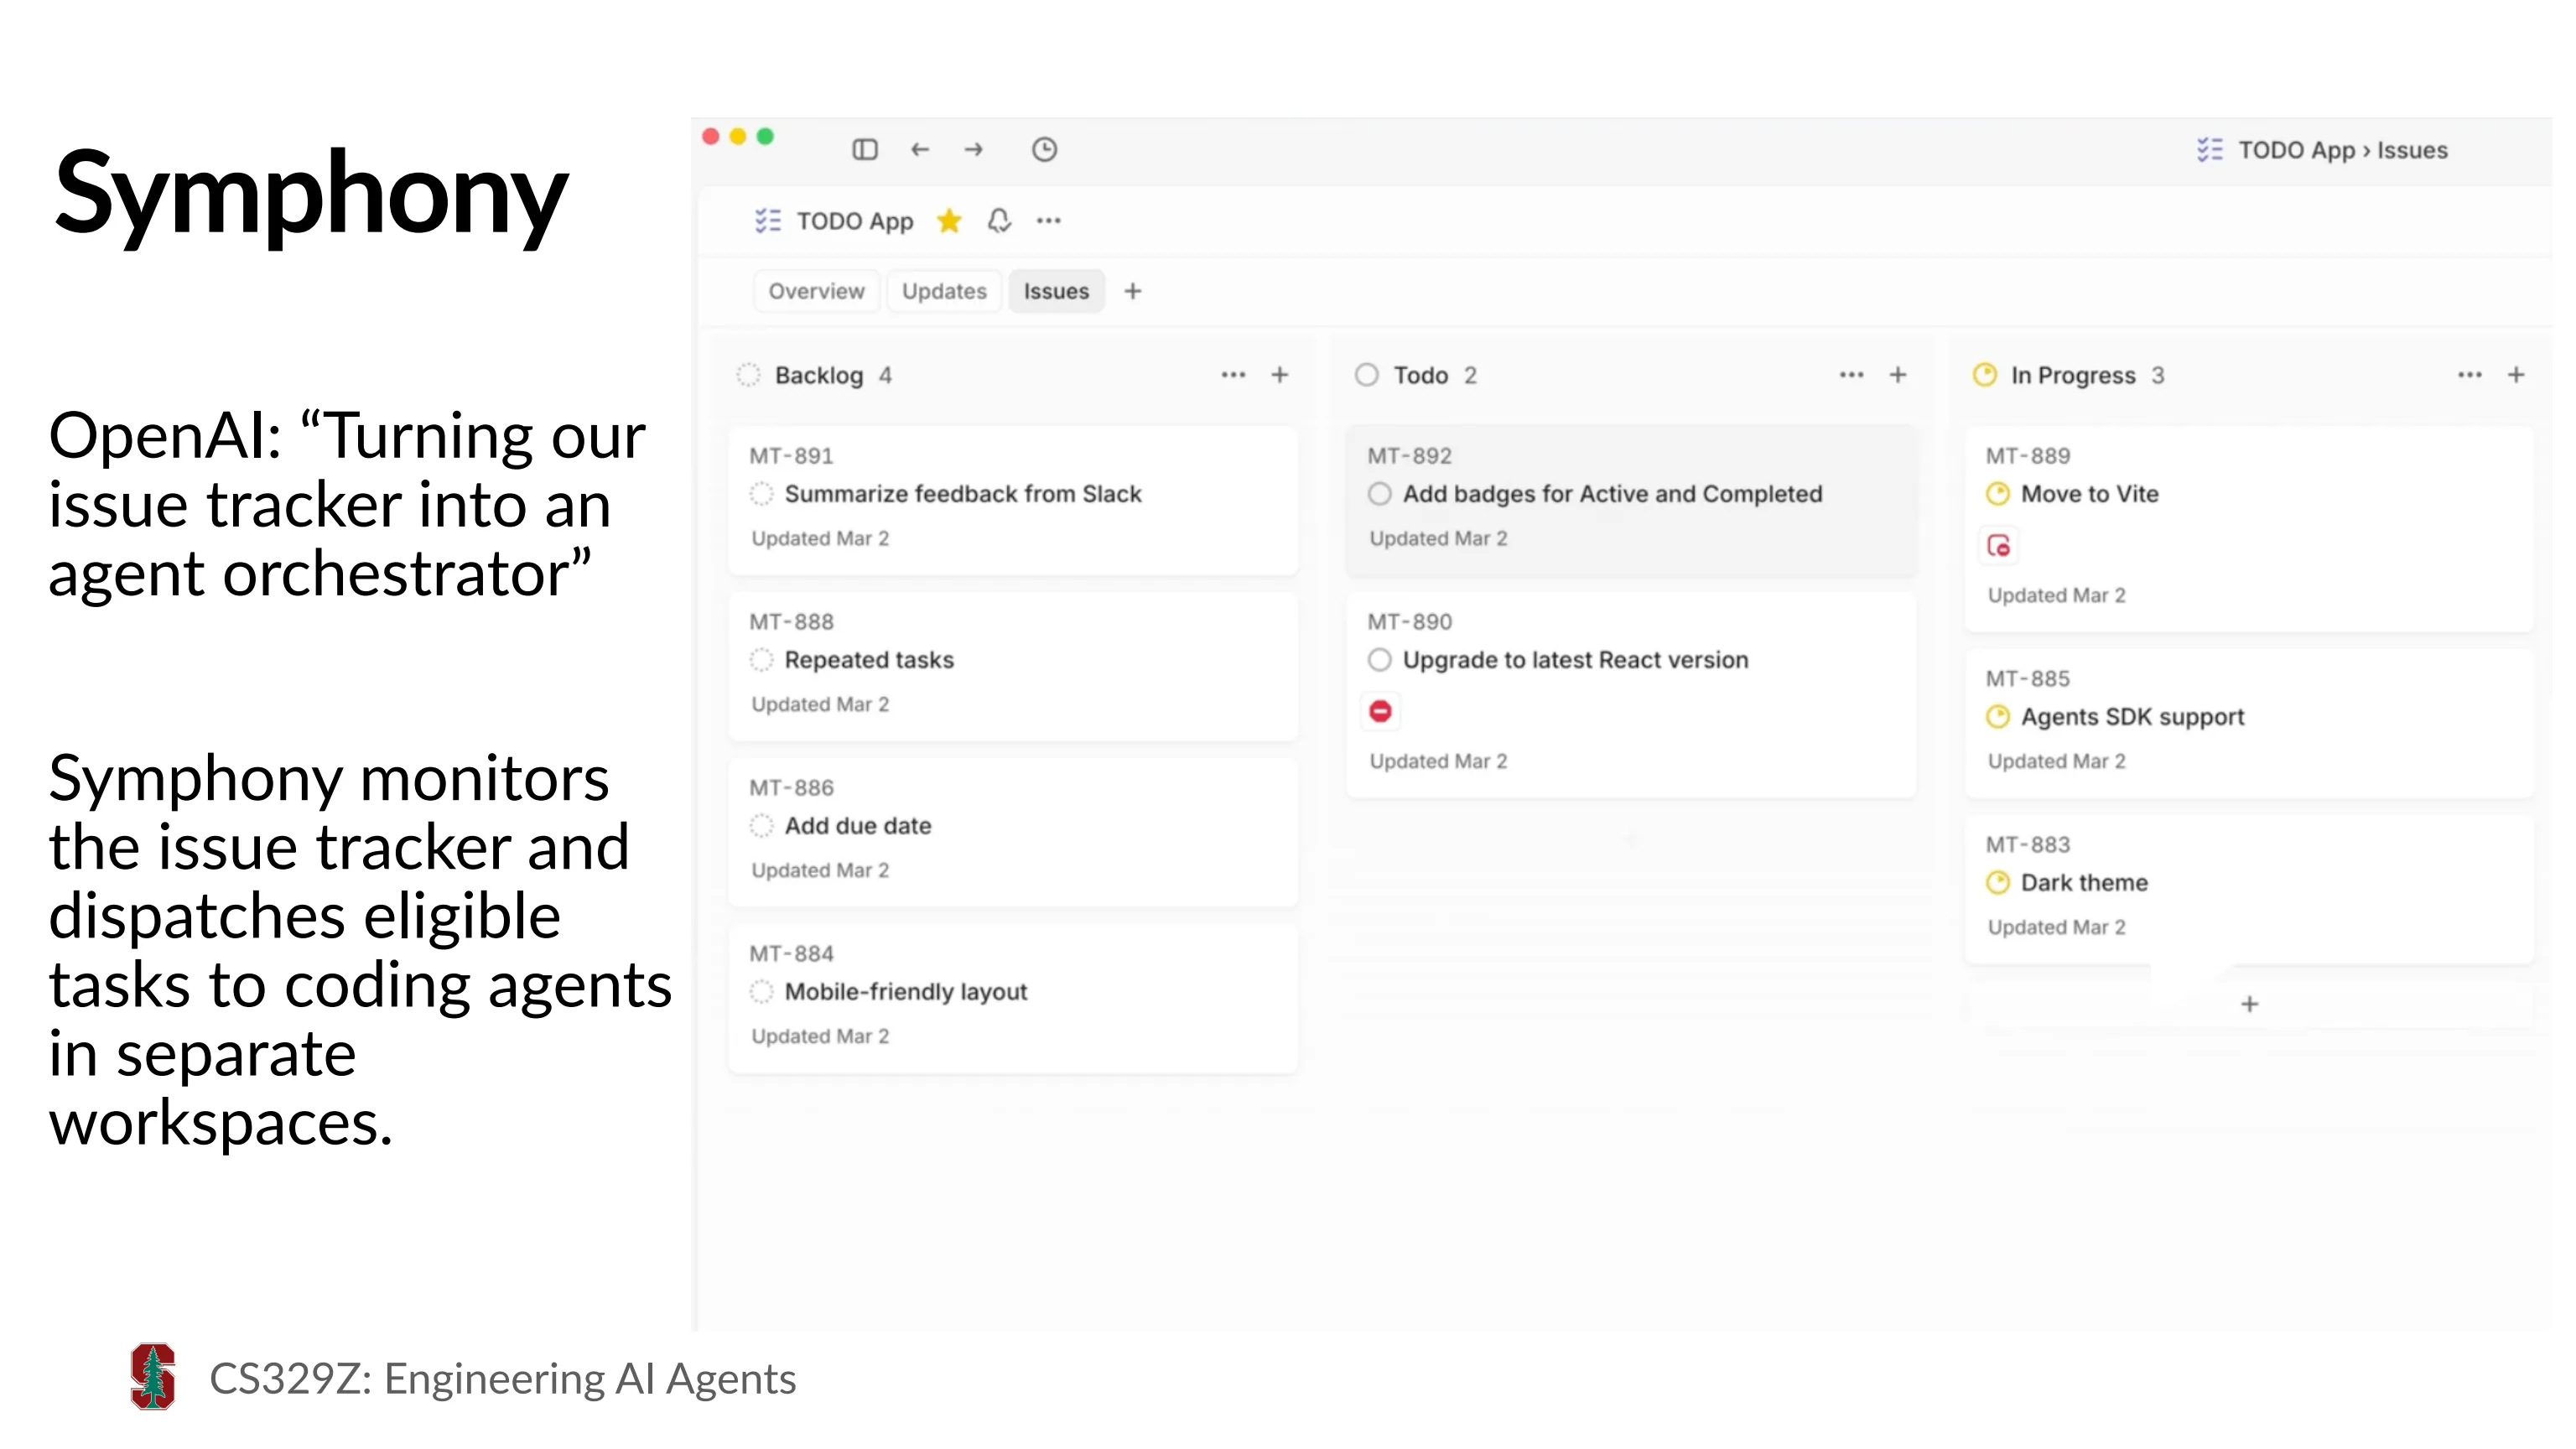 Symphony
OpenAI: “Turning our
issue tracker into an
agent orchestrator”
Symphony monitors
the issue tracker and
dispatches eligible
tasks to coding agents
in separate
workspaces.
TODO App › Issues
TODO App
Overview
Updates
Issues
Backlog 4
MT-891
Summarize feedback from Slack
Updated Mar 2
MT-888
Repeated tasks
Updated Mar 2
MT-886
Add due date
Updated Mar 2
MT-884
Mobile-friendly layout
Updated Mar 2
Todo 2
MT-892
Add badges for Active and Completed
Updated Mar 2
MT-890
Upgrade to latest React version
Updated Mar 2
In Progress 3
MT-889
Move to Vite
Updated Mar 2
MT-885
Agents SDK support
Updated Mar 2
MT-883
Dark theme
Updated Mar 2
CS329Z: Engineering AI Agents